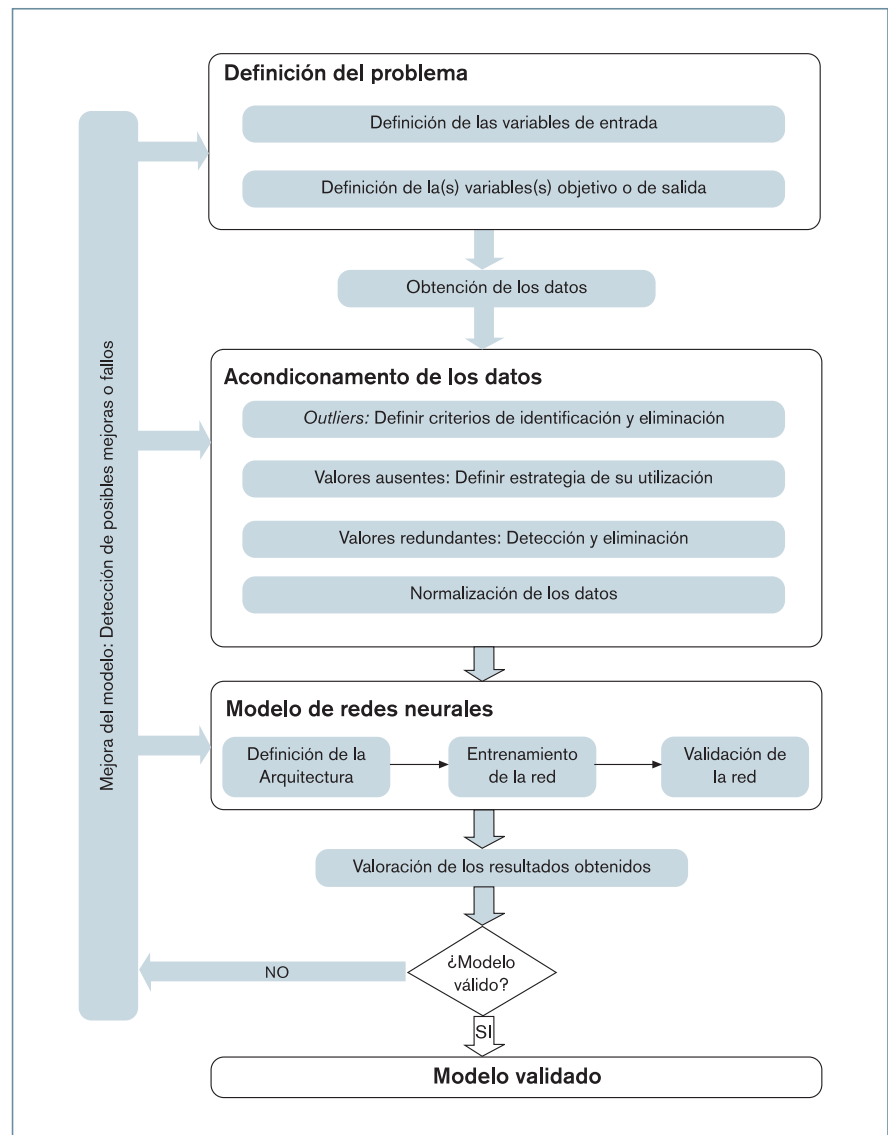 Definición del problema
Definición de las variables de entrada
Definición de la(s) variables(s) objetivo o de salida
Obtención de los datos
Acondiconamento de los datos
Outliers: Definir criterios de identificación y eliminación
Valores ausentes: Definir estrategia de su utilización
Valores redundantes: Detección y eliminación
Normalización de los datos
Mejora del modelo: Detección de posibles mejoras o fallos
Modelo de redes neurales
Definición de la
Arquitectura
Entrenamiento
de la red
Validación de
la red
Valoración de los resultados obtenidos
¿Modelo
válido?
NO
SI
Modelo validado